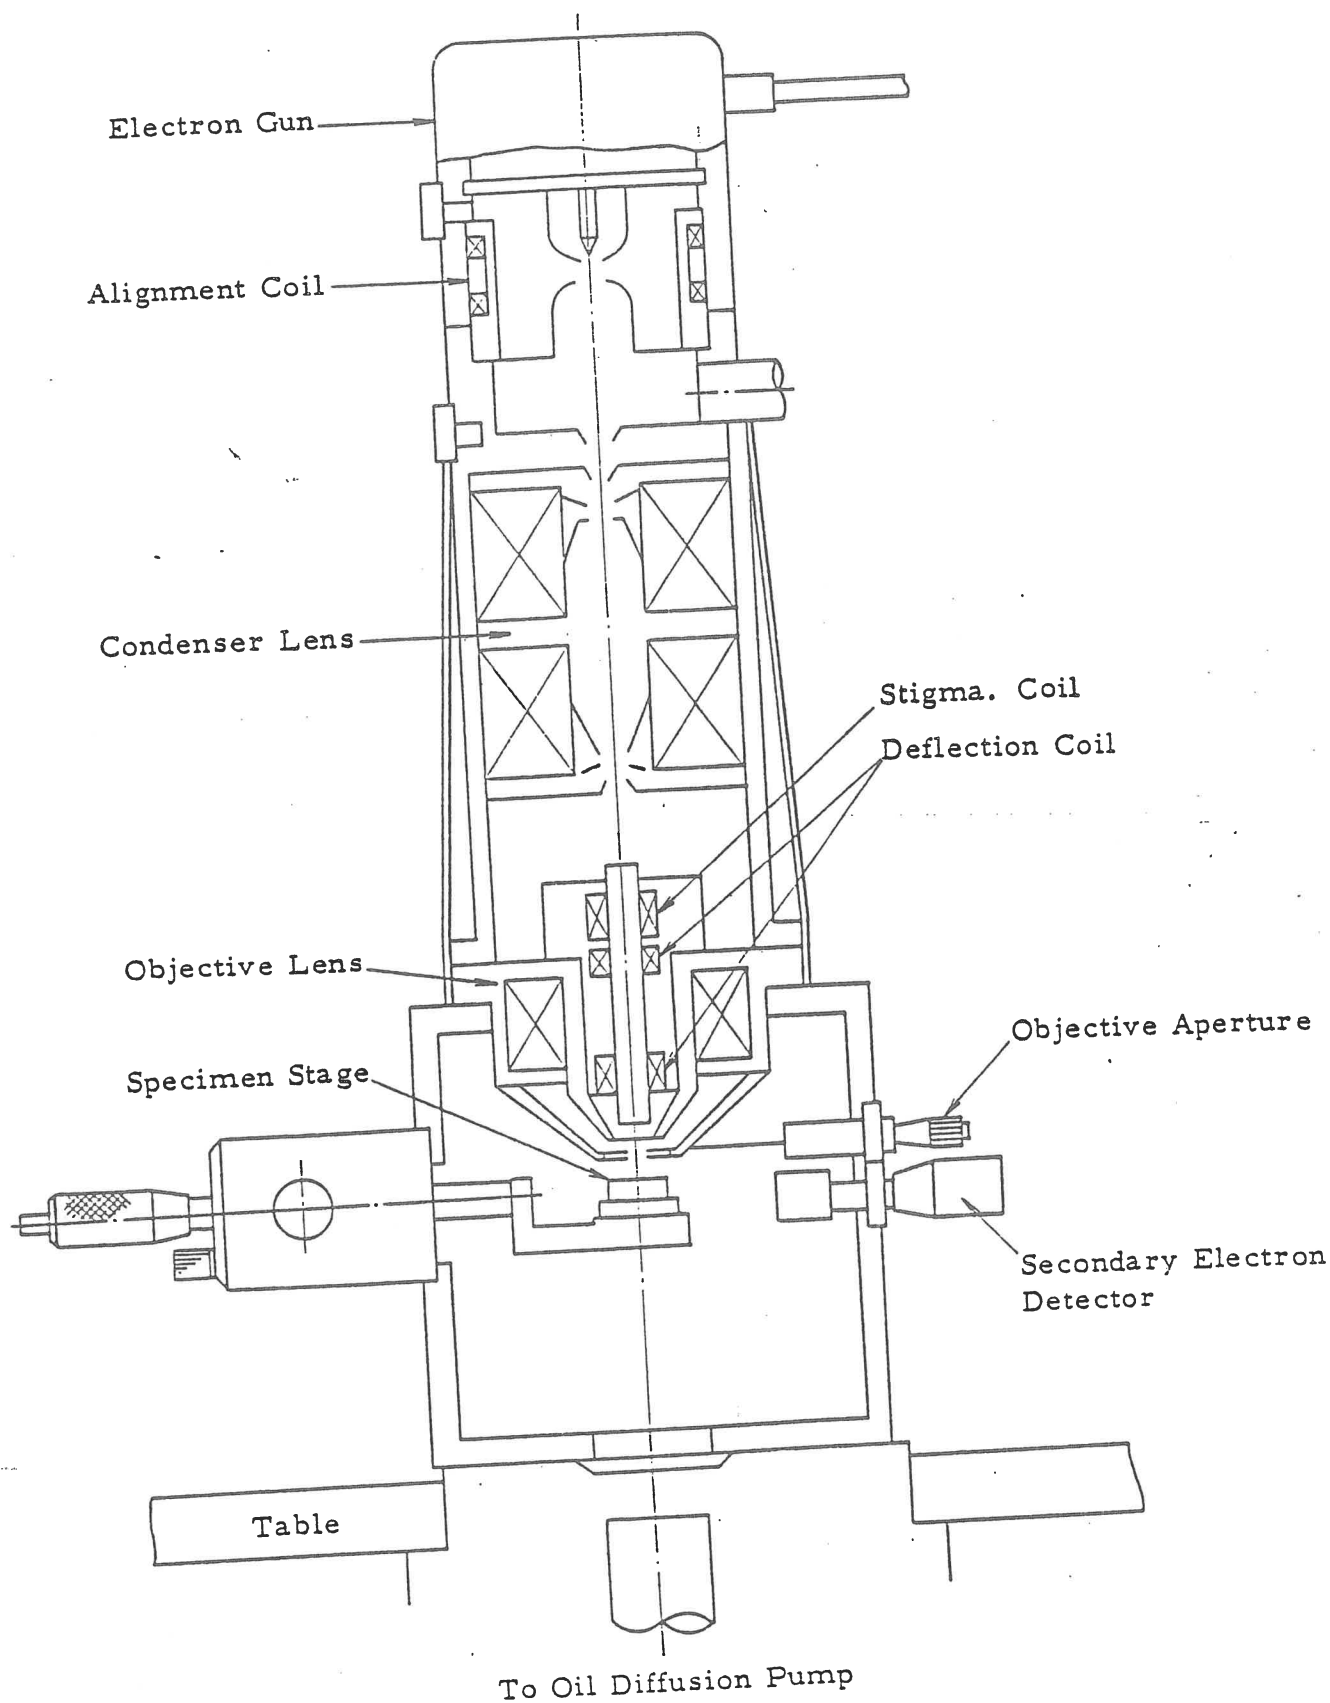 Electron Gun
Alignment Coil
Condenser Lens
Stigma. Coil
Deflection Coil
Objective Lens
Objective Aperture
Specimen Stage
Secondary Electron
Detector
Table
To Oil Diffusion Pump